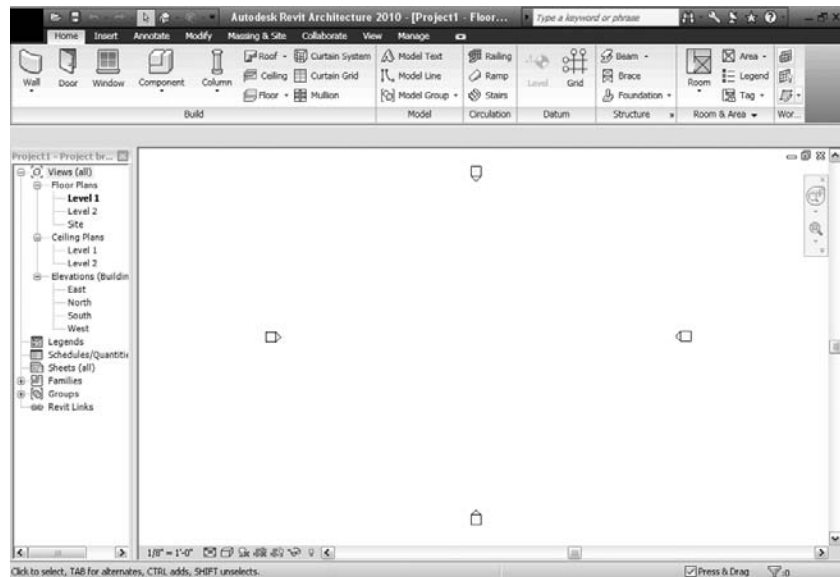 Autodesk Revit Architecture 2010 - [Project1 - Floor... Type a keyword or phrase
Home Insert Annotate Modify Massing & Site Collaborate View Manage
Wall Door Window Component Column Roof Curtain System Model Text Railing Level Grid Beam Room Area
Ceiling Curtain Grid Model Line Ramp Brace Legend
Floor Mullion Model Group Stairs Foundation Tag
Build Model Circulation Datum Structure Room & Area Wor...
Project1 - Project br...
Views (all)
Floor Plans
Level 1
Level 2
Site
Ceiling Plans
Level 1
Level 2
Elevations (Buildin
East
North
South
West
Legends
Schedules/Quantitie
Sheets (all)
Families
Groups
Revit Links
1/8" = 1'-0"
Click to select, TAB for alternates, CTRL adds, SHIFT unselects. Press & Drag :0